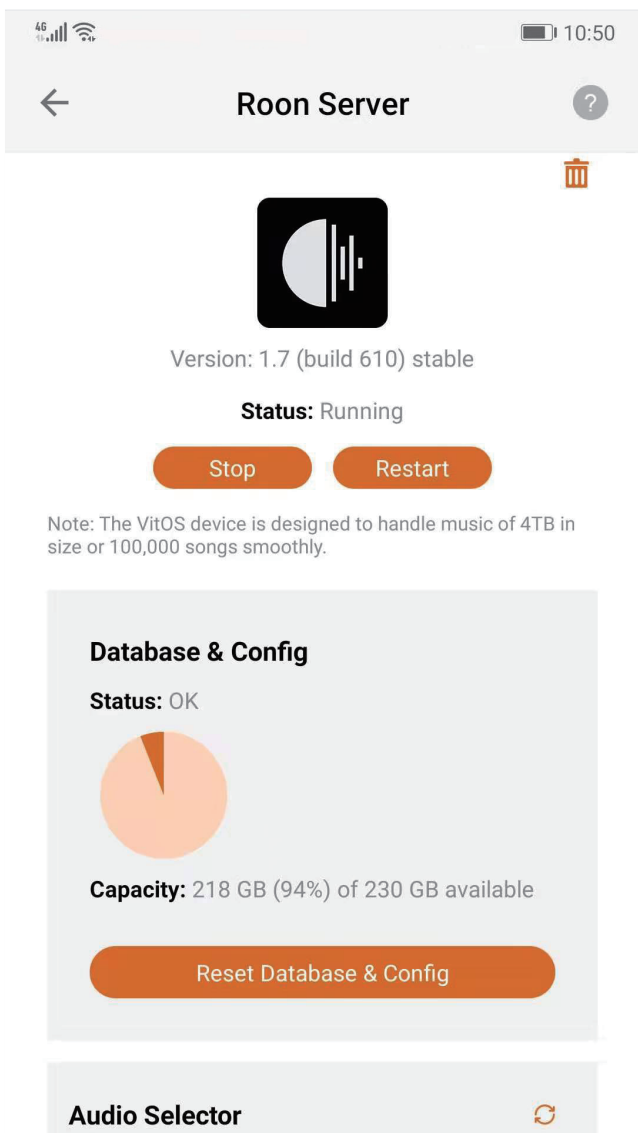 4G 10:50
Roon Server ?
Version: 1.7 (build 610) stable
Status: Running
Stop Restart
Note: The VitOS device is designed to handle music of 4TB in
size or 100,000 songs smoothly.
Database & Config
Status: OK
Capacity: 218 GB (94%) of 230 GB available
Reset Database & Config
Audio Selector